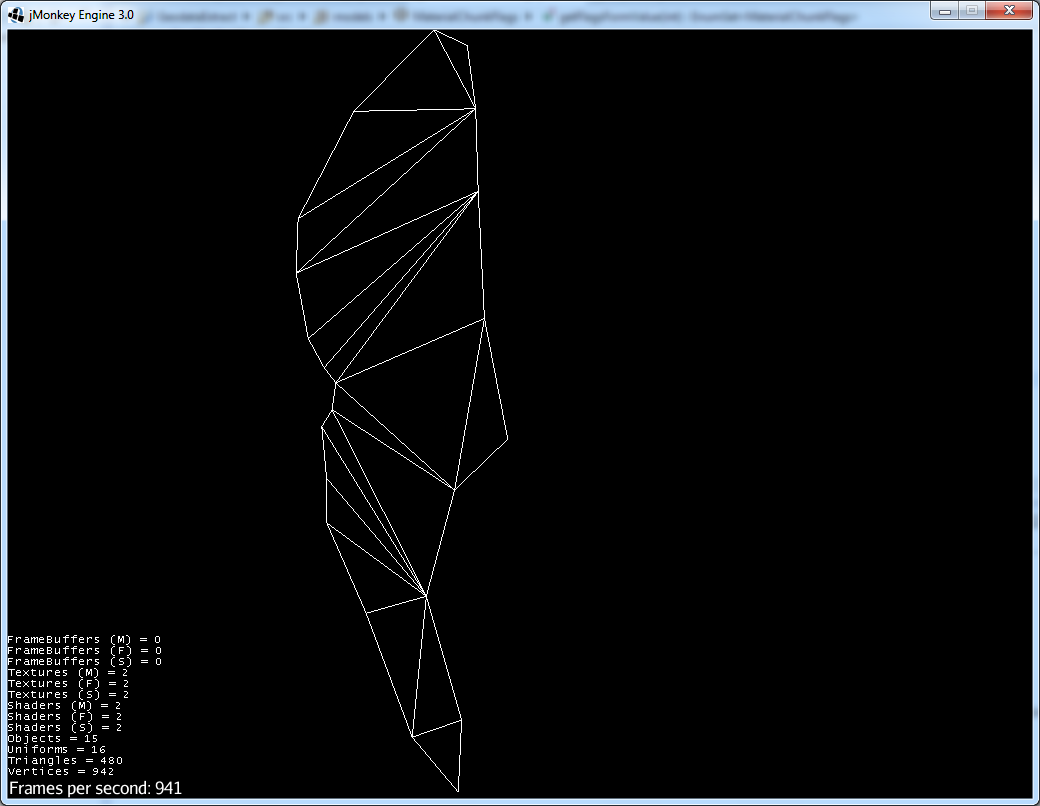 jMonkey Engine 3.0
FrameBuffers (M) = 0
FrameBuffers (F) = 0
FrameBuffers (S) = 0
Textures (M) = 2
Textures (F) = 2
Textures (S) = 2
Shaders (M) = 2
Shaders (F) = 2
Shaders (S) = 2
Objects = 15
Uniforms = 16
Triangles = 480
Vertices = 942
Frames per second: 941